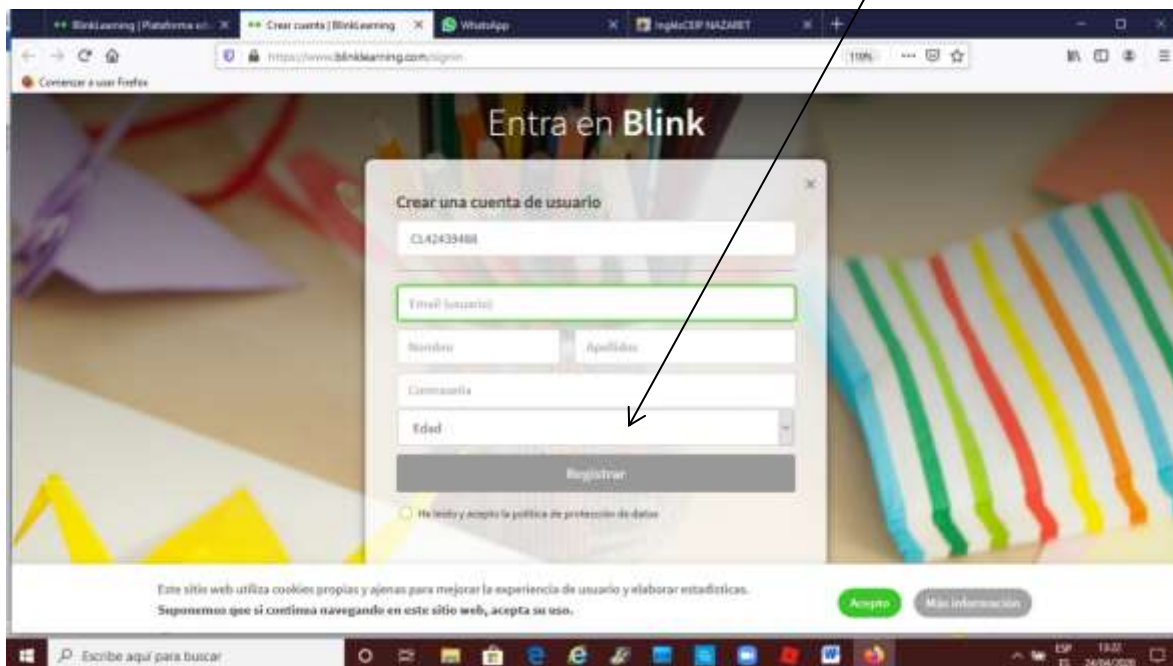 BlinkLearning | Plataforma
Crear cuenta | BlinkLearning
WhatsApp
InglésCEIP NAZARET
https://www.blinklearning.com/signin
110%
Comenzar a usar Firefox
Entra en Blink
Crear una cuenta de usuario
CL42439488
Email (usuario)
Nombre
Apellidos
Contraseña
Edad
Registrar
He leído y acepto la política de protección de datos
Este sitio web utiliza cookies propias y ajenas para mejorar la experiencia de usuario y elaborar estadísticas.
Suponemos que si continua navegando en este sitio web, acepta su uso.
Acepto
Más información
Escribe aquí para buscar
ESP
ES